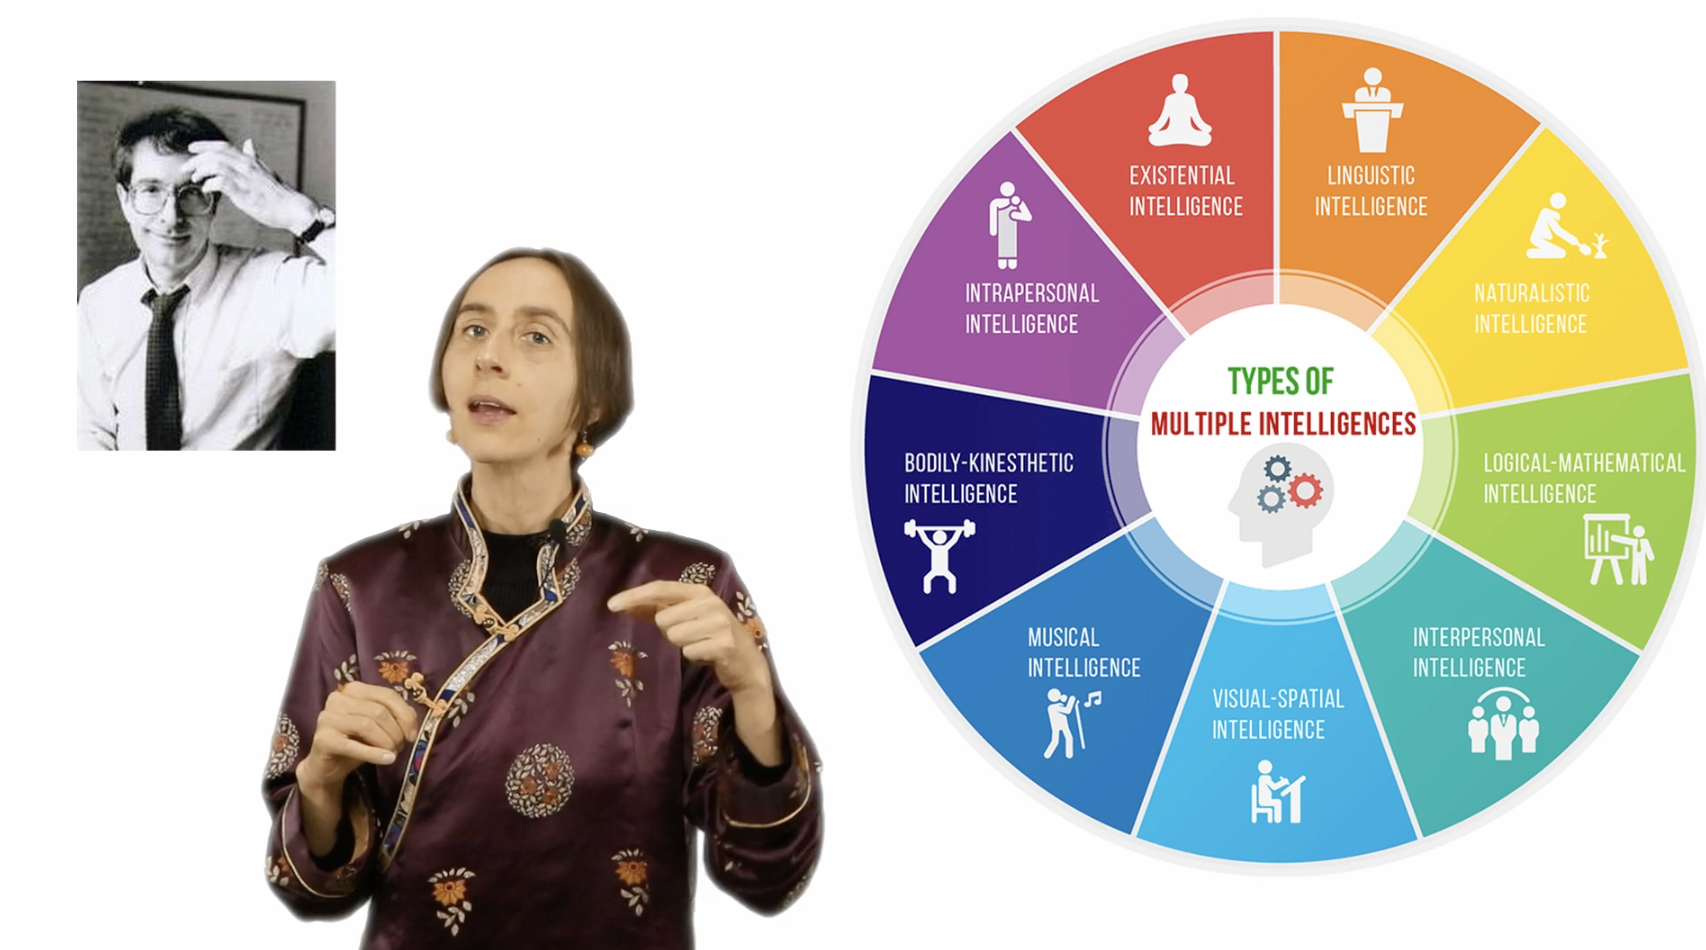 EXISTENTIAL
INTELLIGENCE
LINGUISTIC
INTELLIGENCE
INTRAPERSONAL
INTELLIGENCE
NATURALISTIC
INTELLIGENCE
TYPES OF
MULTIPLE INTELLIGENCES
BODILY-KINESTHETIC
INTELLIGENCE
LOGICAL-MATHEMATICAL
INTELLIGENCE
MUSICAL
INTELLIGENCE
INTERPERSONAL
INTELLIGENCE
VISUAL-SPATIAL
INTELLIGENCE